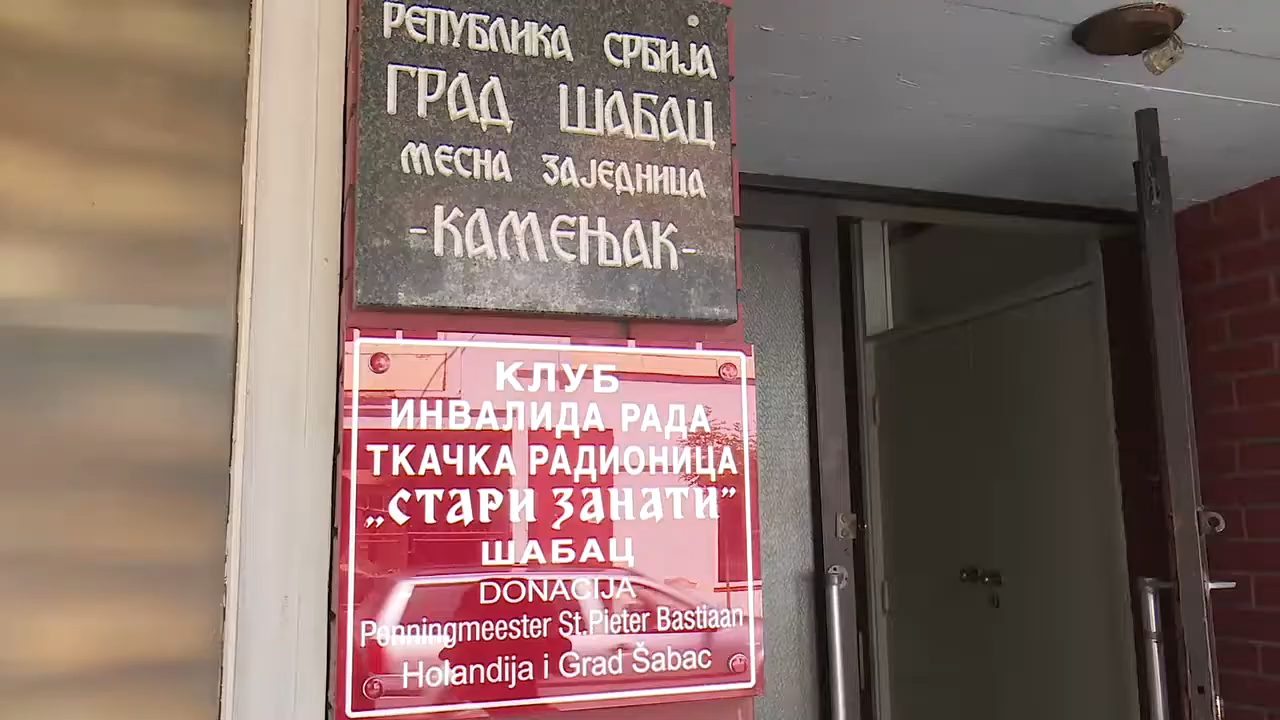 РЕПУБЛИКА СРБИЈА
ГРАД ШАБАЦ
МЕСНА ЗАЈЕДНИЦА
-КАМЕЊАК-
КЛУБ
ИНВАЛИДА РАДА
ТКАЧКА РАДИОНИЦА
„СТАРИ ЗАНАТИ”
ШАБАЦ
DONACIJA
Penningmeester St.Pieter Bastiaan
Holandija i Grad Šabac